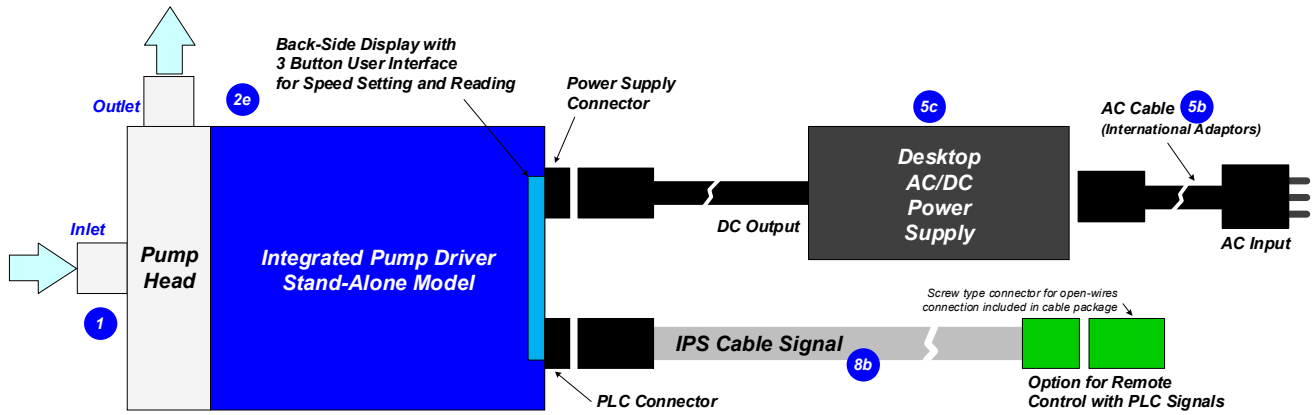 Back-Side Display with
3 Button User Interface
for Speed Setting and Reading
Outlet
2e
Power Supply
Connector
5c
AC Cable
(International Adaptors)
5b
Inlet
Pump
Head
1
Integrated Pump Driver
Stand-Alone Model
DC Output
Desktop
AC/DC
Power
Supply
AC Input
Screw type connector for open-wires
connection included in cable package
IPS Cable Signal
8b
PLC Connector
Option for Remote
Control with PLC Signals